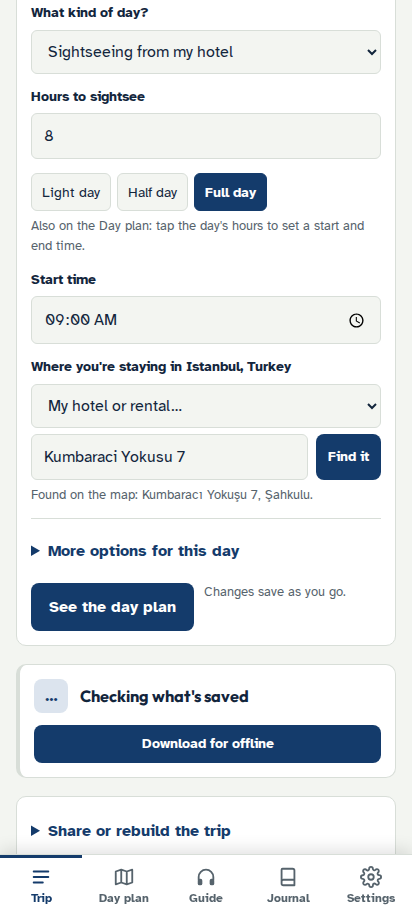 What kind of day?
Sightseeing from my hotel
Hours to sightsee
8
Light day
Half day
Full day
Also on the Day plan: tap the day's hours to set a start and
end time.
Start time
09:00 AM
Where you're staying in Istanbul, Turkey
My hotel or rental...
Kumbaraci Yokusu 7
Find it
Found on the map: Kumbaracı Yokuşu 7, Şahkulu.
More options for this day
See the day plan
Changes save as you go.
... Checking what's saved
Download for offline
Share or rebuild the trip
Trip
Day plan
Guide
Journal
Settings